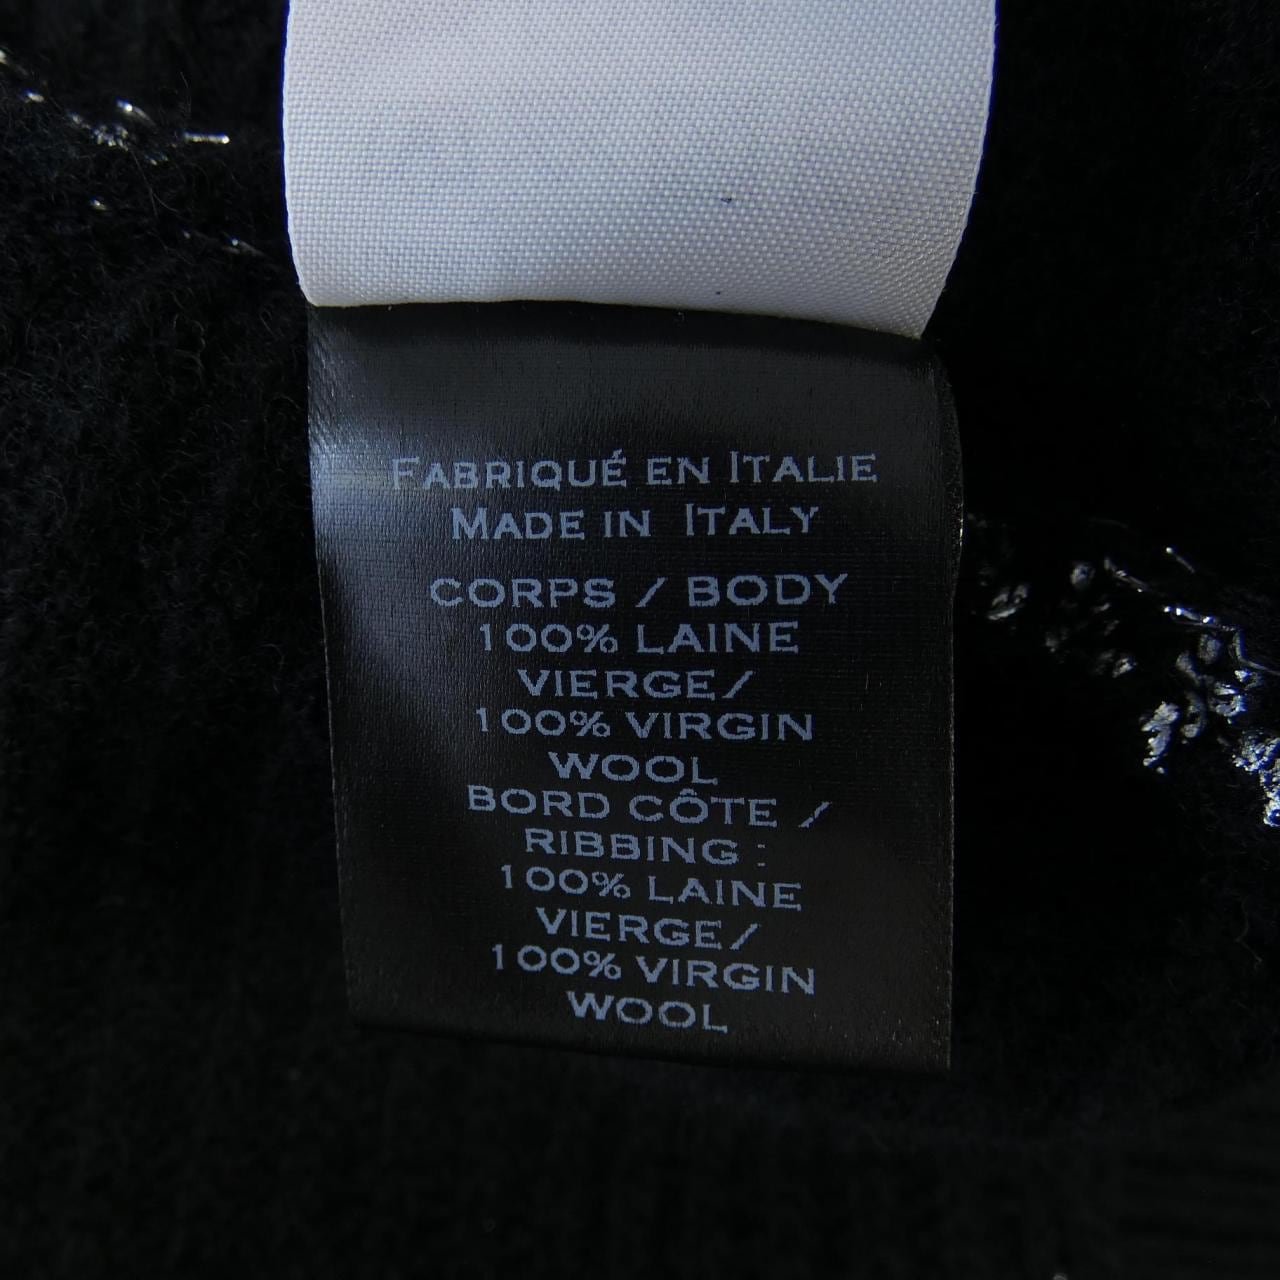 FABRIQUÉ EN ITALIE
MADE IN ITALY
CORPS / BODY
100% LAINE
VIERGE/
100% VIRGIN
WOOL
BORD CÔTE /
RIBBING :
100% LAINE
VIERGE/
100% VIRGIN
WOOL